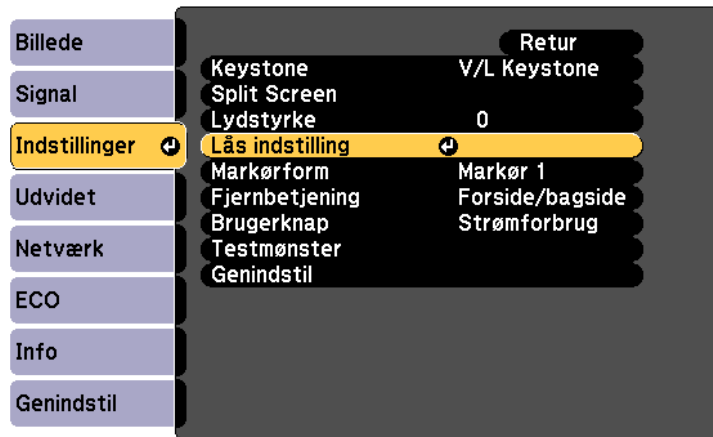 Billede
Signal
Indstillinger
Udvidet
Netværk
ECO
Info
Genindstil
Retur
Keystone V/L Keystone
Split Screen
Lydstyrke 0
Lås indstilling
Markørform Markør 1
Fjernbetjening Forside/bagside
Brugerknap Strømforbrug
Testmønster
Genindstil